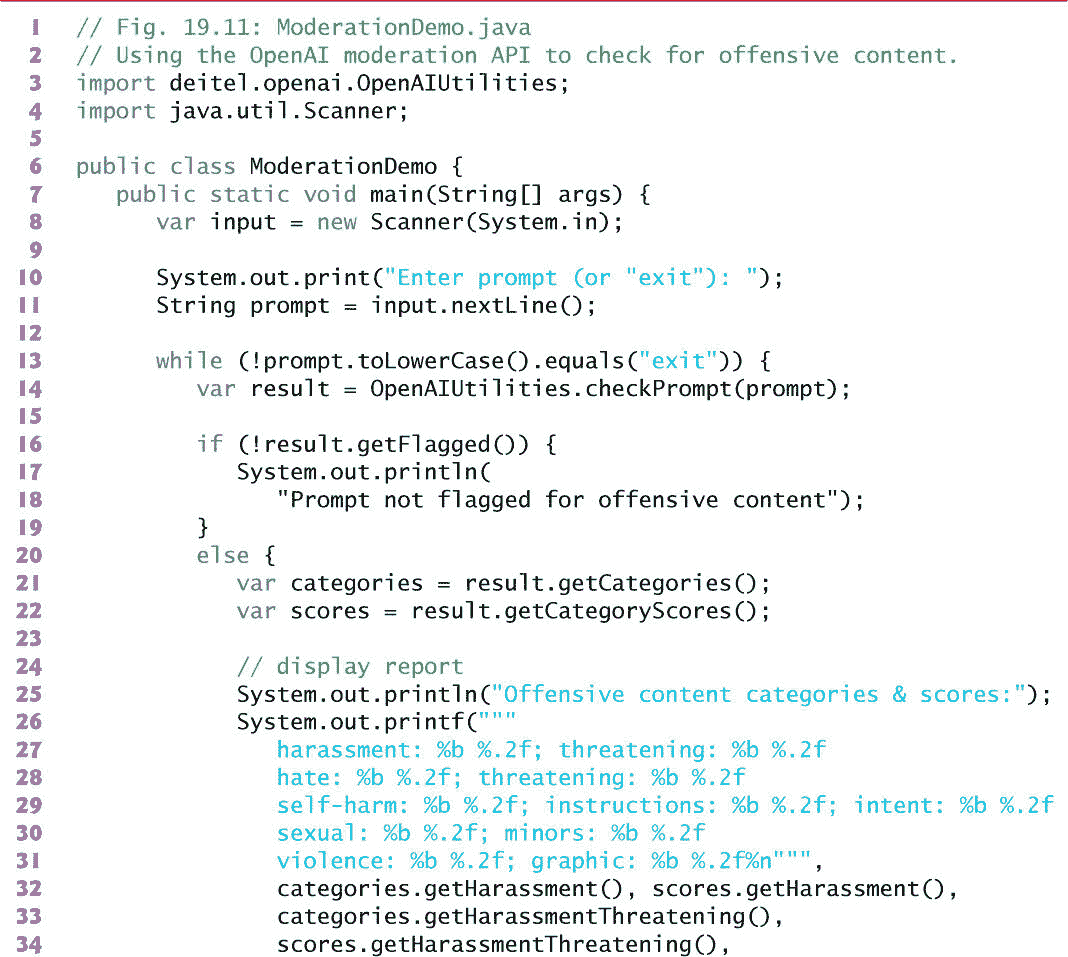 1 // Fig. 19.11: ModerationDemo.java
2 // Using the OpenAI moderation API to check for offensive content.
3 import deitel.openai.OpenAIUtilities;
4 import java.util.Scanner;
5
6 public class ModerationDemo {
7    public static void main(String[] args) {
8       var input = new Scanner(System.in);
9
10       System.out.print("Enter prompt (or "exit"): ");
11       String prompt = input.nextLine();
12
13       while (!prompt.toLowerCase().equals("exit")) {
14          var result = OpenAIUtilities.checkPrompt(prompt);
15
16          if (!result.getFlagged()) {
17             System.out.println(
18                "Prompt not flagged for offensive content");
19          }
20          else {
21             var categories = result.getCategories();
22             var scores = result.getCategoryScores();
23
24             // display report
25             System.out.println("Offensive content categories & scores:");
26             System.out.printf("""
27                harassment: %b %.2f; threatening: %b %.2f
28                hate: %b %.2f; threatening: %b %.2f
29                self-harm: %b %.2f; instructions: %b %.2f; intent: %b %.2f
30                sexual: %b %.2f; minors: %b %.2f
31                violence: %b %.2f; graphic: %b %.2f%n""",
32                categories.getHarassment(), scores.getHarassment(),
33                categories.getHarassmentThreatening(),
34                scores.getHarassmentThreatening(),